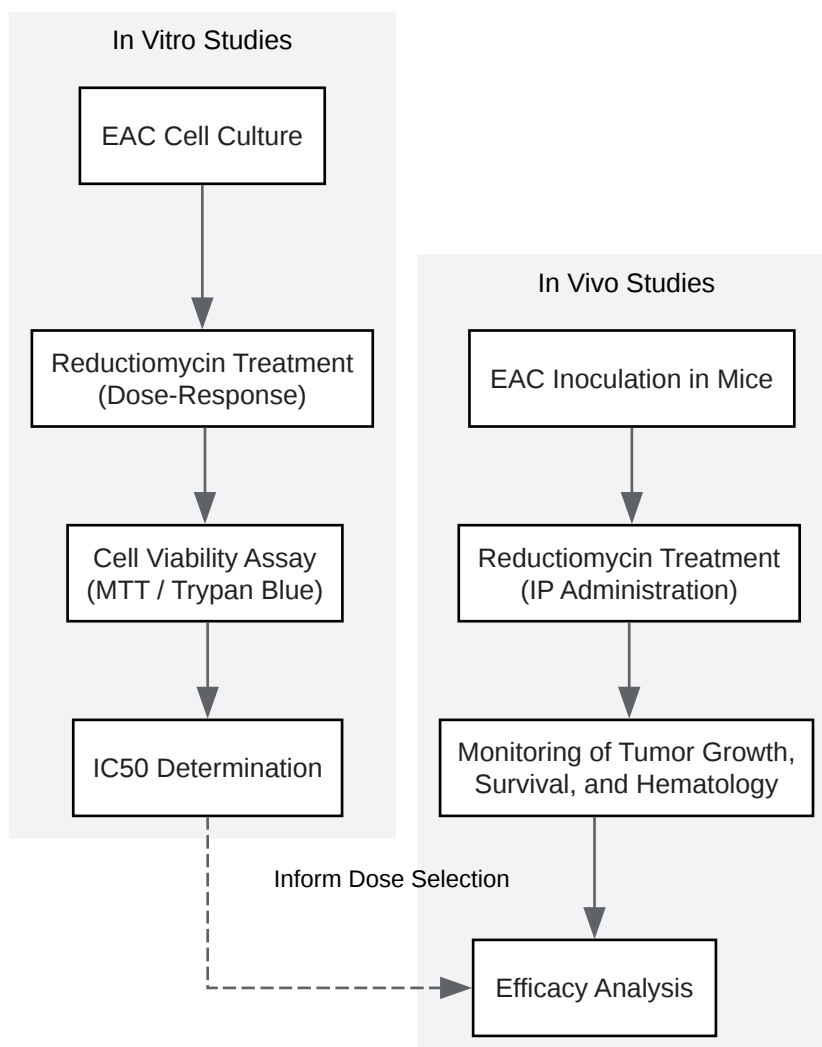 In Vitro Studies
EAC Cell Culture
Reductiomycin Treatment
(Dose-Response)
Cell Viability Assay
(MTT / Trypan Blue)
IC50 Determination
In Vivo Studies
EAC Inoculation in Mice
Reductiomycin Treatment
(IP Administration)
Monitoring of Tumor Growth,
Survival, and Hematology
Inform Dose Selection
Efficacy Analysis